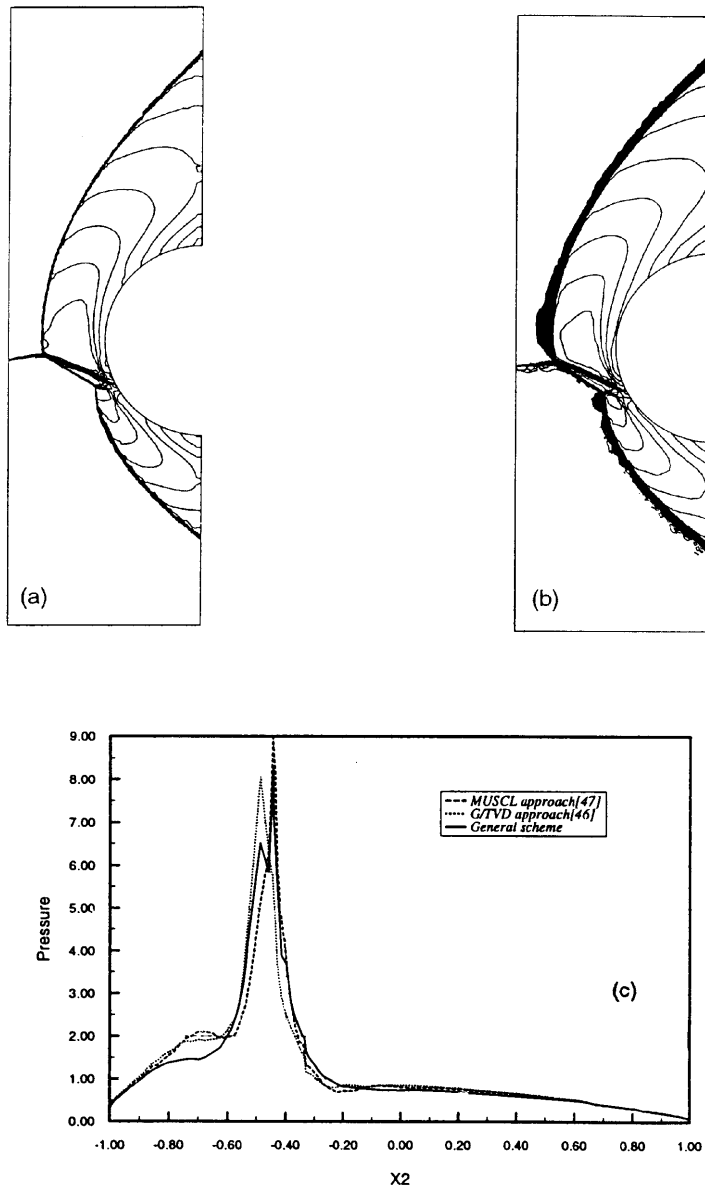 (a)
(b)
9.00
8.00
7.00
6.00
5.00
4.00
3.00
2.00
1.00
0.00
Pressure
MUSCL approach[47]
G/TVD approach[46]
General scheme
(c)
-1.00 -0.80 -0.60 -0.40 -0.20 0.00 0.20 0.40 0.60 0.80 1.00
X2